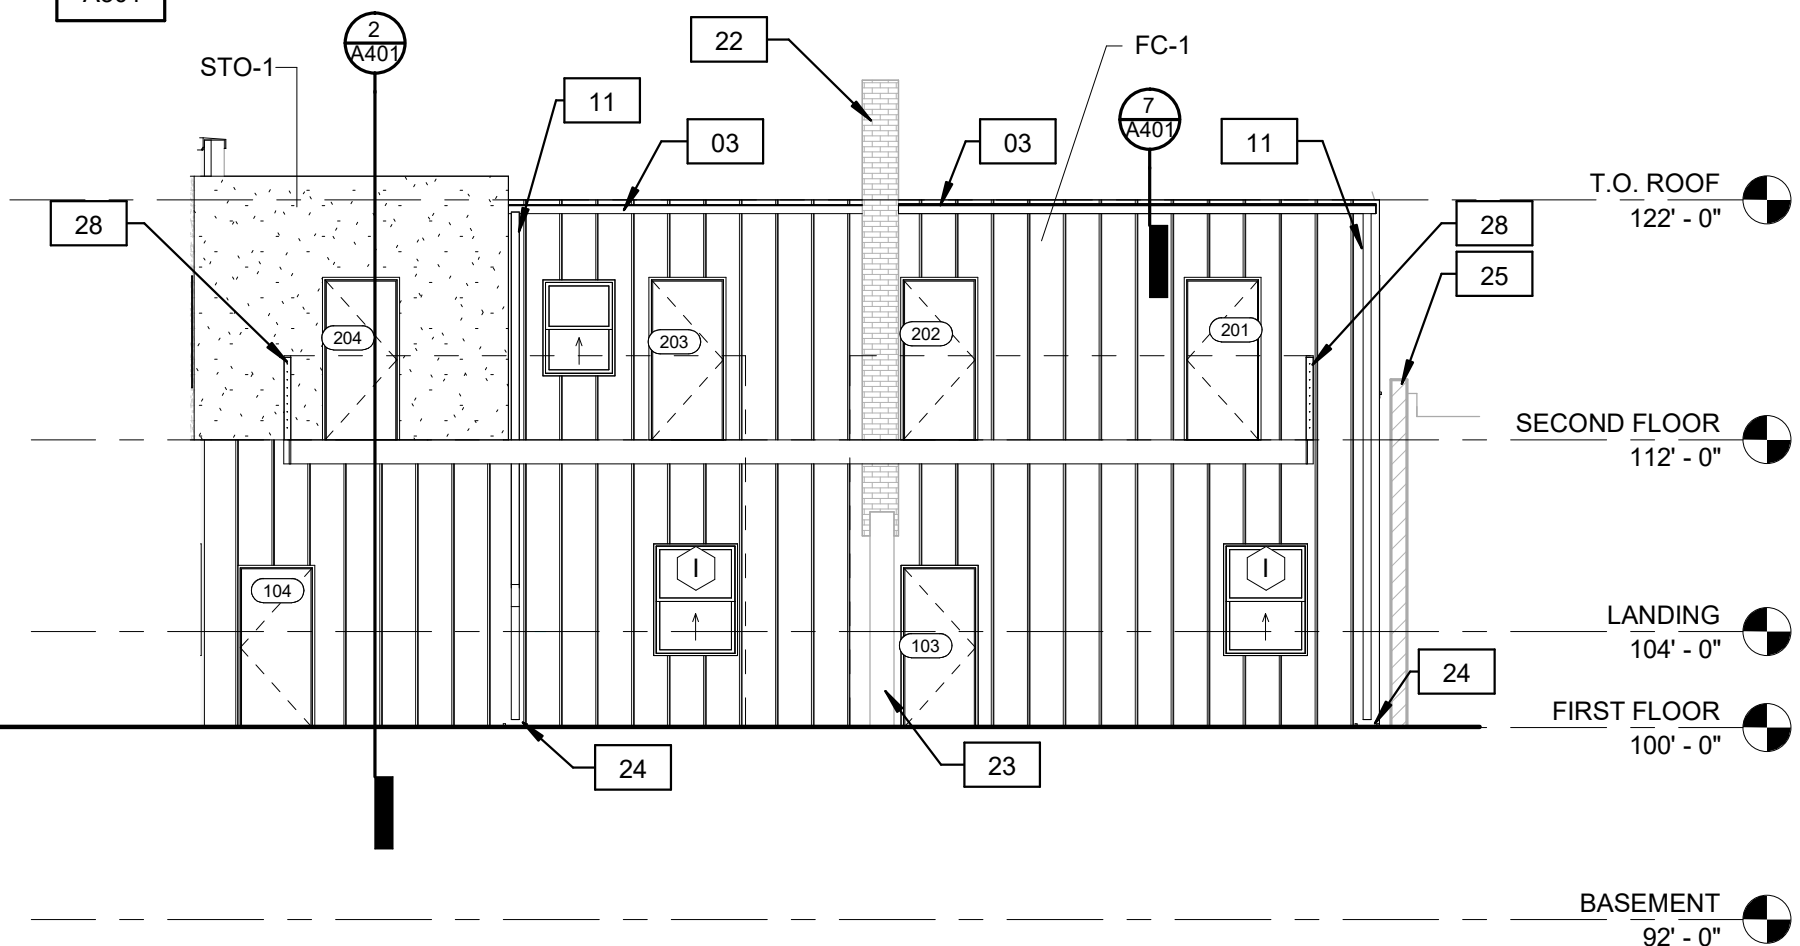 2
A401
22
FC-1
STO-1
11
7
A401
03
03
11
T.O. ROOF
122' - 0"
28
28
25
204
203
202
201
SECOND FLOOR
112' - 0"
I
I
104
103
LANDING
104' - 0"
24
FIRST FLOOR
100' - 0"
24
23
BASEMENT
92' - 0"